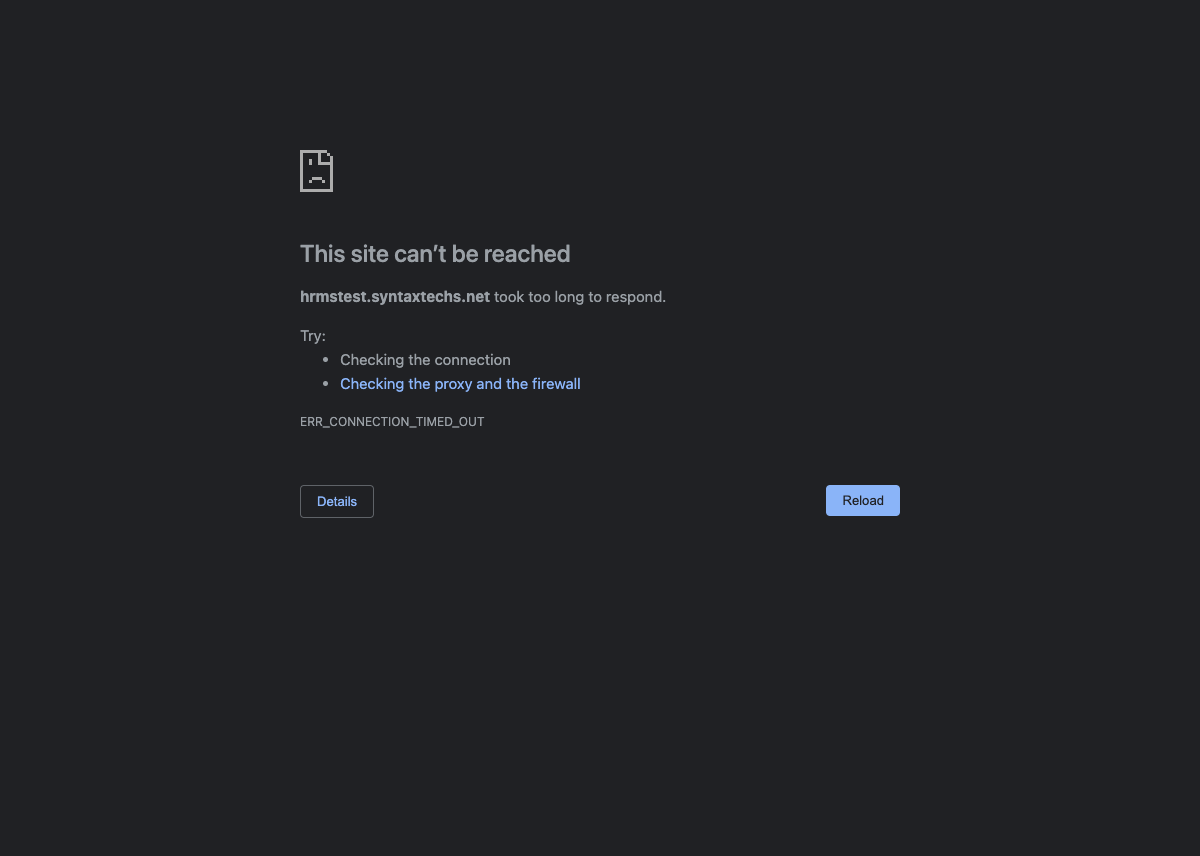 This site can’t be reached
hrmstest.syntaxtechs.net took too long to respond.
Try:
Checking the connection
Checking the proxy and the firewall
ERR_CONNECTION_TIMED_OUT
Details
Reload